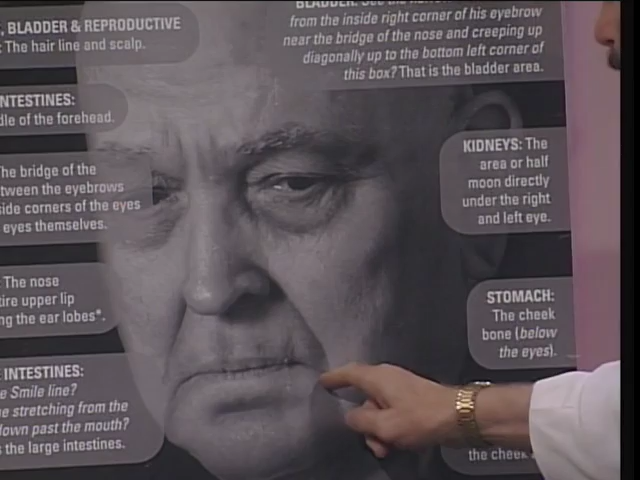 , BLADDER & REPRODUCTIVE
: The hair line and scalp.
NTESTINES:
dle of the forehead.
he bridge of the
tween the eyebrows
side corners of the eyes
eyes themselves.
: The nose
tire upper lip
ng the ear lobes*.
INTESTINES:
e Smile line?
e stretching from the
down past the mouth?
s the large intestines.
BLADDER: See the
from the inside right corner of his eyebrow
near the bridge of the nose and creeping up
diagonally up to the bottom left corner of
this box? That is the bladder area.
KIDNEYS: The
area or half
moon directly
under the right
and left eye.
STOMACH:
The cheek
bone (below
the eyes).
the cheek